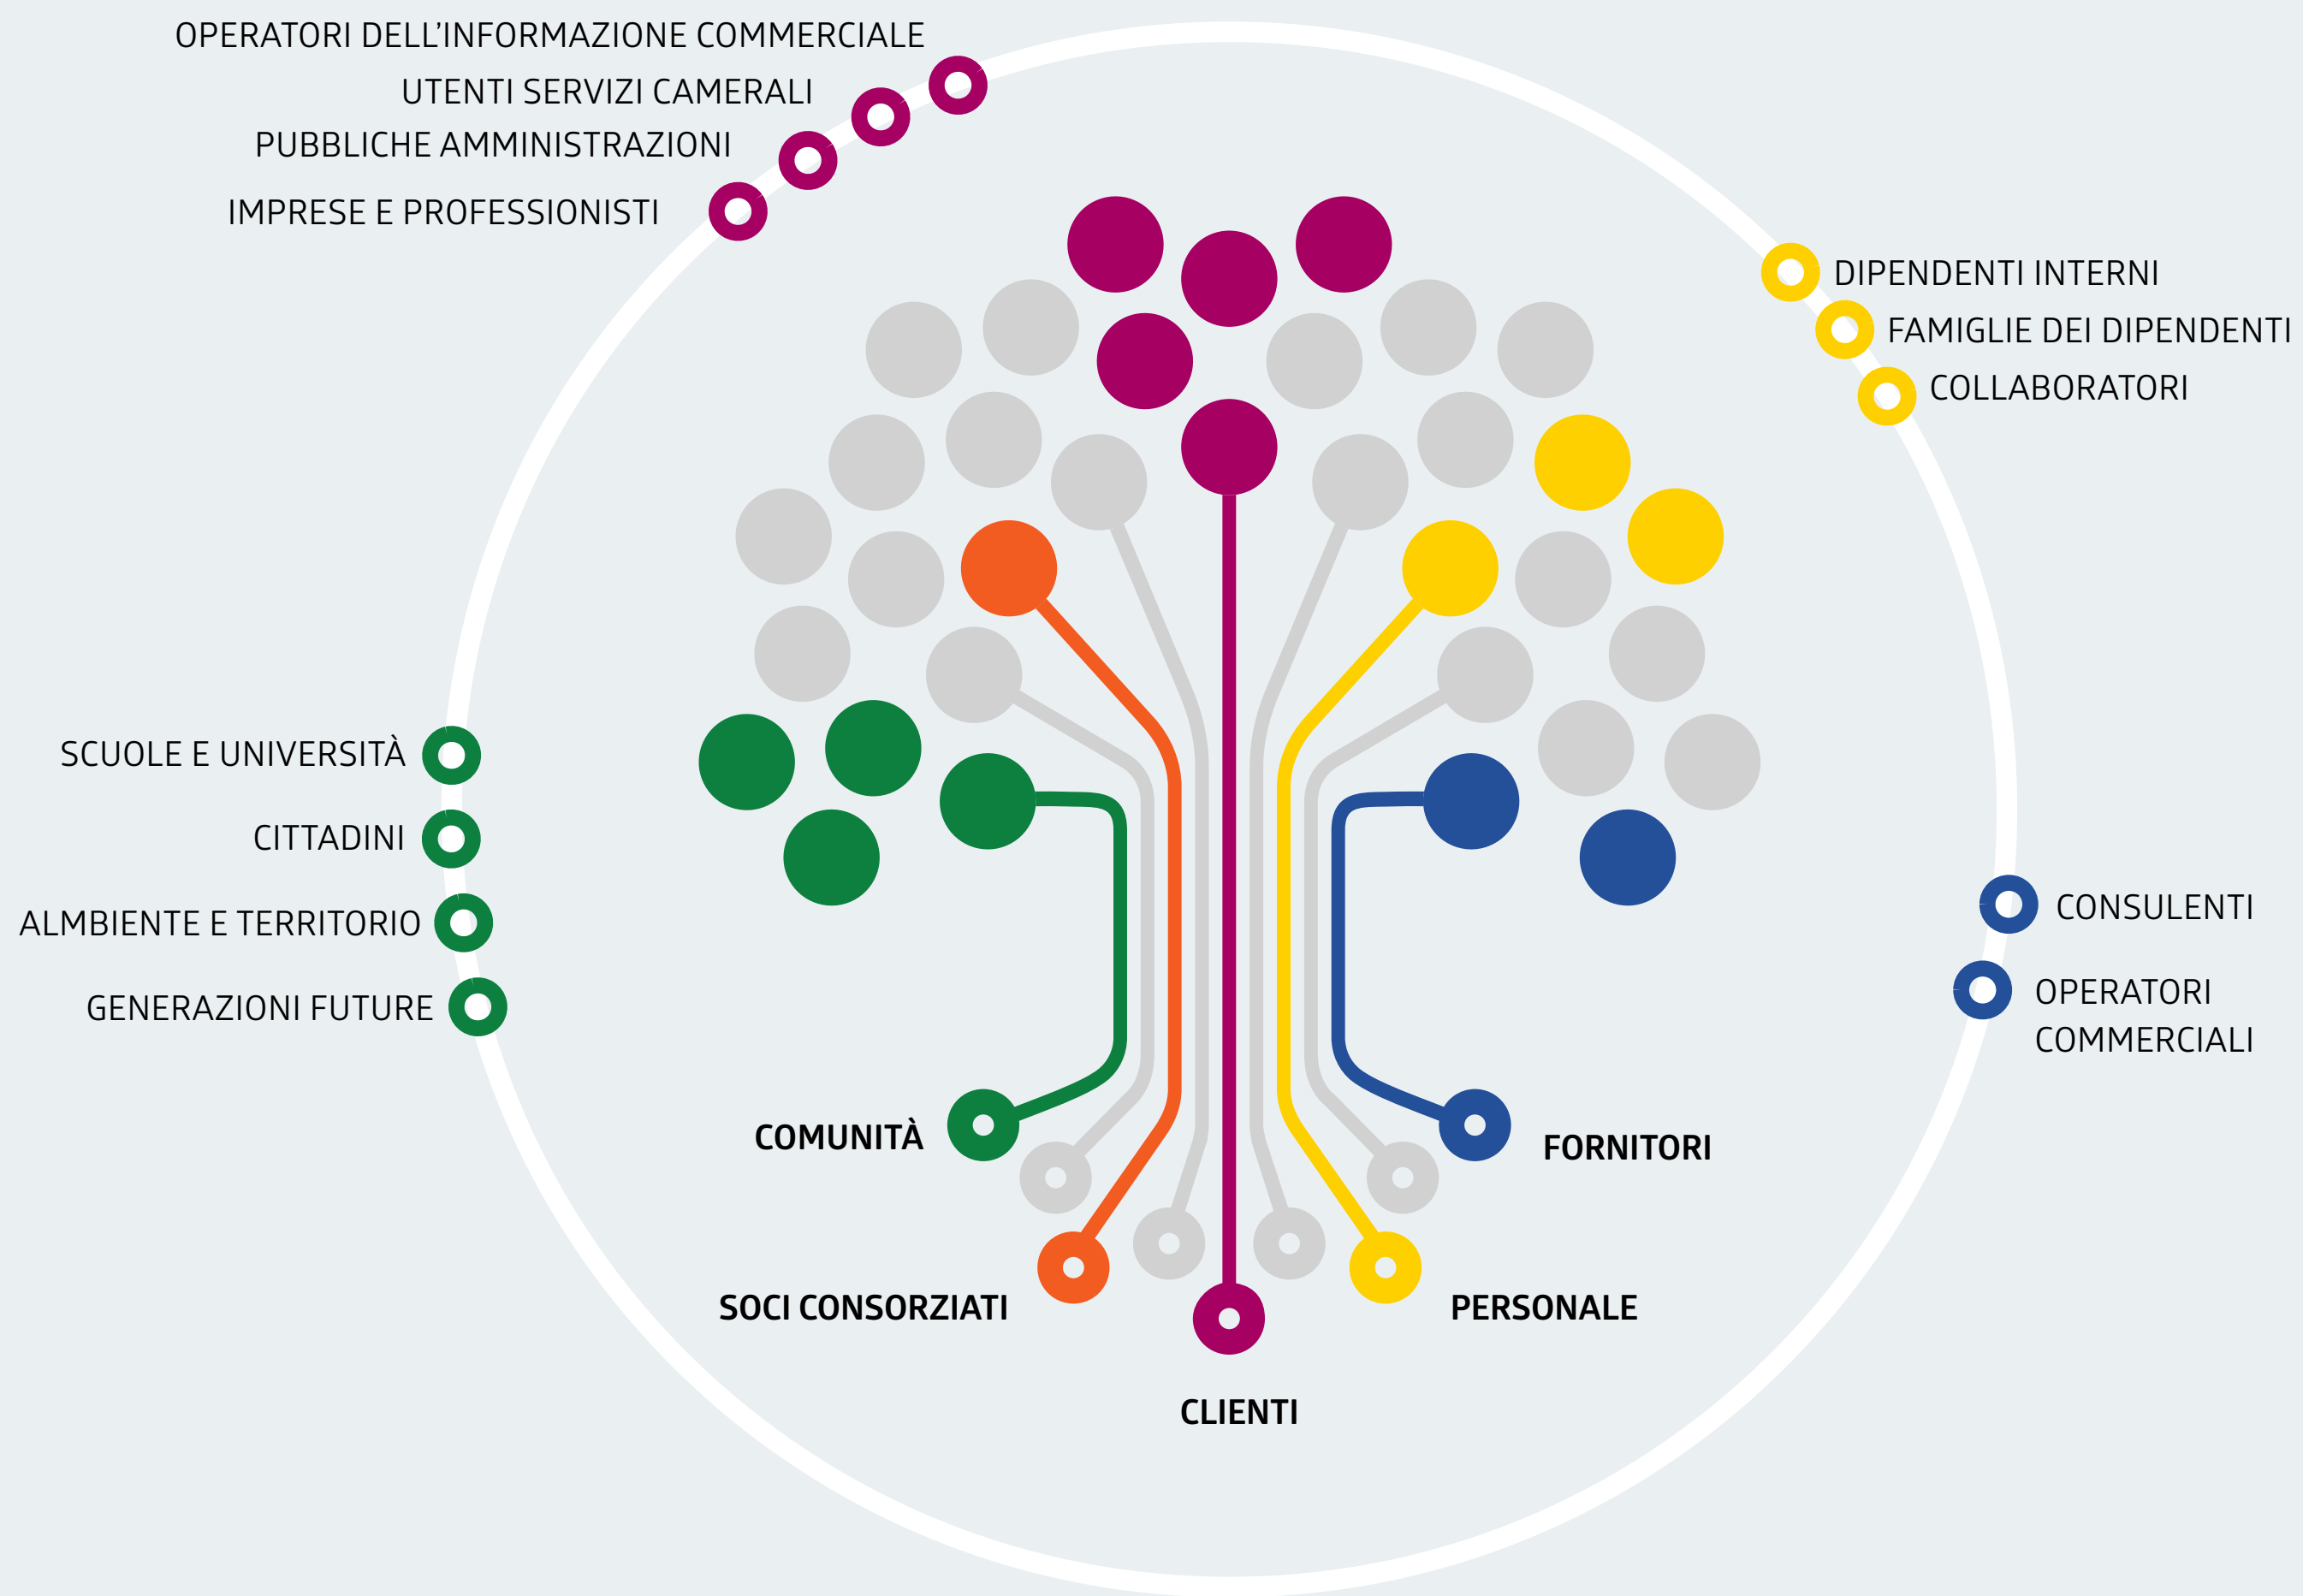 OPERATORI DELL’INFORMAZIONE COMMERCIALE
UTENTI SERVIZI CAMERALI
PUBBLICHE AMMINISTRAZIONI
IMPRESE E PROFESSIONISTI
DIPENDENTI INTERNI
FAMIGLIE DEI DIPENDENTI
COLLABORATORI
SCUOLE E UNIVERSITÀ
CITTADINI
ALMBIENTE E TERRITORIO
GENERAZIONI FUTURE
CONSULENTI
OPERATORI
COMMERCIALI
COMUNITÀ
FORNITORI
SOCI CONSORZIATI
PERSONALE
CLIENTI